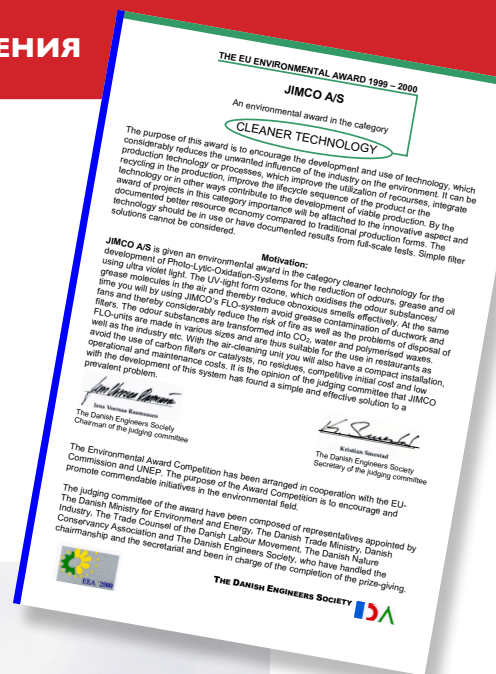 ЕНИЯ
THE EU ENVIRONMENTAL AWARD 1999 – 2000
JIMCO A/S
An environmental award in the category
CLEANER TECHNOLOGY
The purpose of this award is to encourage the development and use of technology, which
considerably reduces the unwanted influence of the industry on the environment. It can be
production technology or processes, which improve the utilization of recourses, integrate
recycling in the production, improve the lifecycle sequence of the product or the
technology or in other ways contribute to the development of viable production. By the
award of projects in this category importance will be attached to the innovative aspect and
documented better resource economy compared to traditional production forms. The
technology should be in use or have documented results from full-scale tests. Simple filter
solutions cannot be considered.
Motivation:
JIMCO A/S is given an environmental award in the category cleaner technology for the
development of Photo-Lytic-Oxidation-Systems for the reduction of odours, grease and oil
using ultra violet light. The UV-light form ozone, which oxidises the odour substances/
grease molecules in the air and thereby reduce obnoxious smells effectively. At the same
time you will by using JIMCO's FLO-system avoid grease contamination of ductwork and
fans and thereby considerably reduce the risk of fire as well as the problems of disposal of
filters. The odour substances are transformed into CO2, water and polymerised waxes.
FLO-units are made in various sizes and are thus suitable for the use in restaurants as
well as the industry etc. With the air-cleaning unit you will also have a compact installation,
avoid the use of carbon filters or catalysts, no residues, competitive initial cost and low
operational and maintenance costs. It is the opinion of the judging committee that JIMCO
with the development of this system has found a simple and effective solution to a
prevalent problem.
Jens Voersaa Rasmussen
The Danish Engineers Society
Chairman of the judging committee
Kristian Smestad
The Danish Engineers Society
Secretary of the judging committee
The Environmental Award Competition has been arranged in cooperation with the EU-
Commission and UNEP. The purpose of the Award Competition is to encourage and
promote commendable initiatives in the environmental field.
The judging committee of the award have been composed of representatives appointed by
The Danish Ministry for Environment and Energy, The Danish Trade Ministry, Danish
Industry, The Trade Counsel of the Danish Labour Movement, The Danish Nature
Conservancy Association and The Danish Engineers Society, who have handled the
chairmanship and the secretariat and been in charge of the completion of the prize-giving.
EEA 2000
THE DANISH ENGINEERS SOCIETY IDA